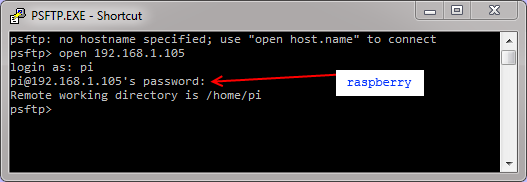 PSFTP.EXE - Shortcut
psftp: no hostname specified; use "open host.name" to connect
psftp> open 192.168.1.105
login as: pi
pi@192.168.1.105's password:
raspberry
Remote working directory is /home/pi
psftp>